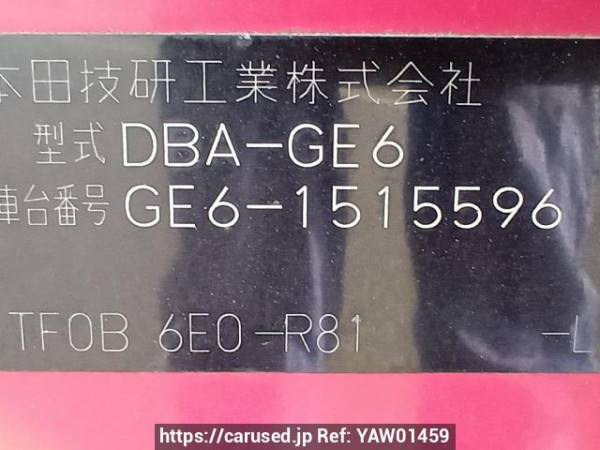 本田技研工業株式会社
型式 DBA-GE6
車台番号 GE6-1515596
TF0B 6E0-R81 -L
https://carused.jp Ref: YAW01459